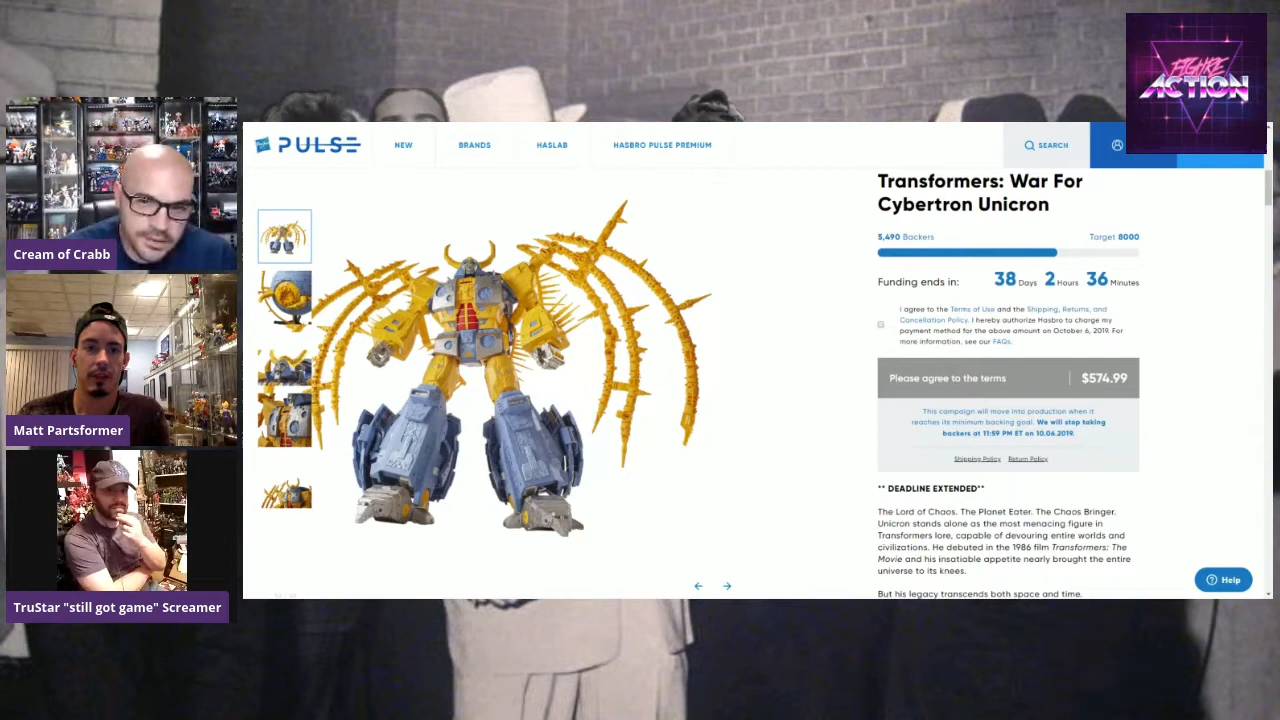 FIGURE
ACTION
PULSE
NEW
BRANDS
HASLAB
HASBRO PULSE PREMIUM
SEARCH
Cream of Crabb
Matt Partsformer
TruStar "still got game" Screamer
Transformers: War For
Cybertron Unicron
5,490 Backers
Target 8000
Funding ends in: 38 Days 2 Hours 36 Minutes
I agree to the Terms of Use and the Shipping, Returns, and
Cancellation Policy. I hereby authorize Hasbro to charge my
payment method for the above amount on October 6, 2019. For
more information, see our FAQs.
Please agree to the terms
$574.99
This campaign will move into production when it
reaches its minimum backing goal. We will stop taking
backers at 11:59 PM ET on 10.06.2019.
Shipping Policy Return Policy
** DEADLINE EXTENDED**
The Lord of Chaos. The Planet Eater. The Chaos Bringer.
Unicron stands alone as the most menacing figure in
Transformers lore, capable of devouring entire worlds and
civilizations. He debuted in the 1986 film Transformers: The
Movie and his insatiable appetite nearly brought the entire
universe to its knees.
But his legacy transcends both space and time.
Help